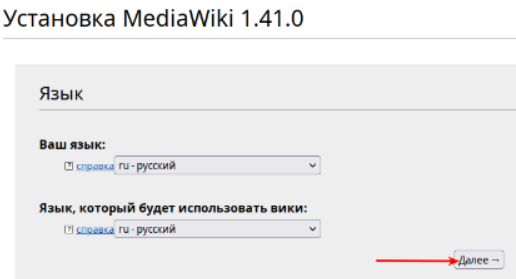 Установка MediaWiki 1.41.0
Язык
Ваш язык:
справка ru - русский
Язык, который будет использовать вики:
справка ru - русский
Далее →